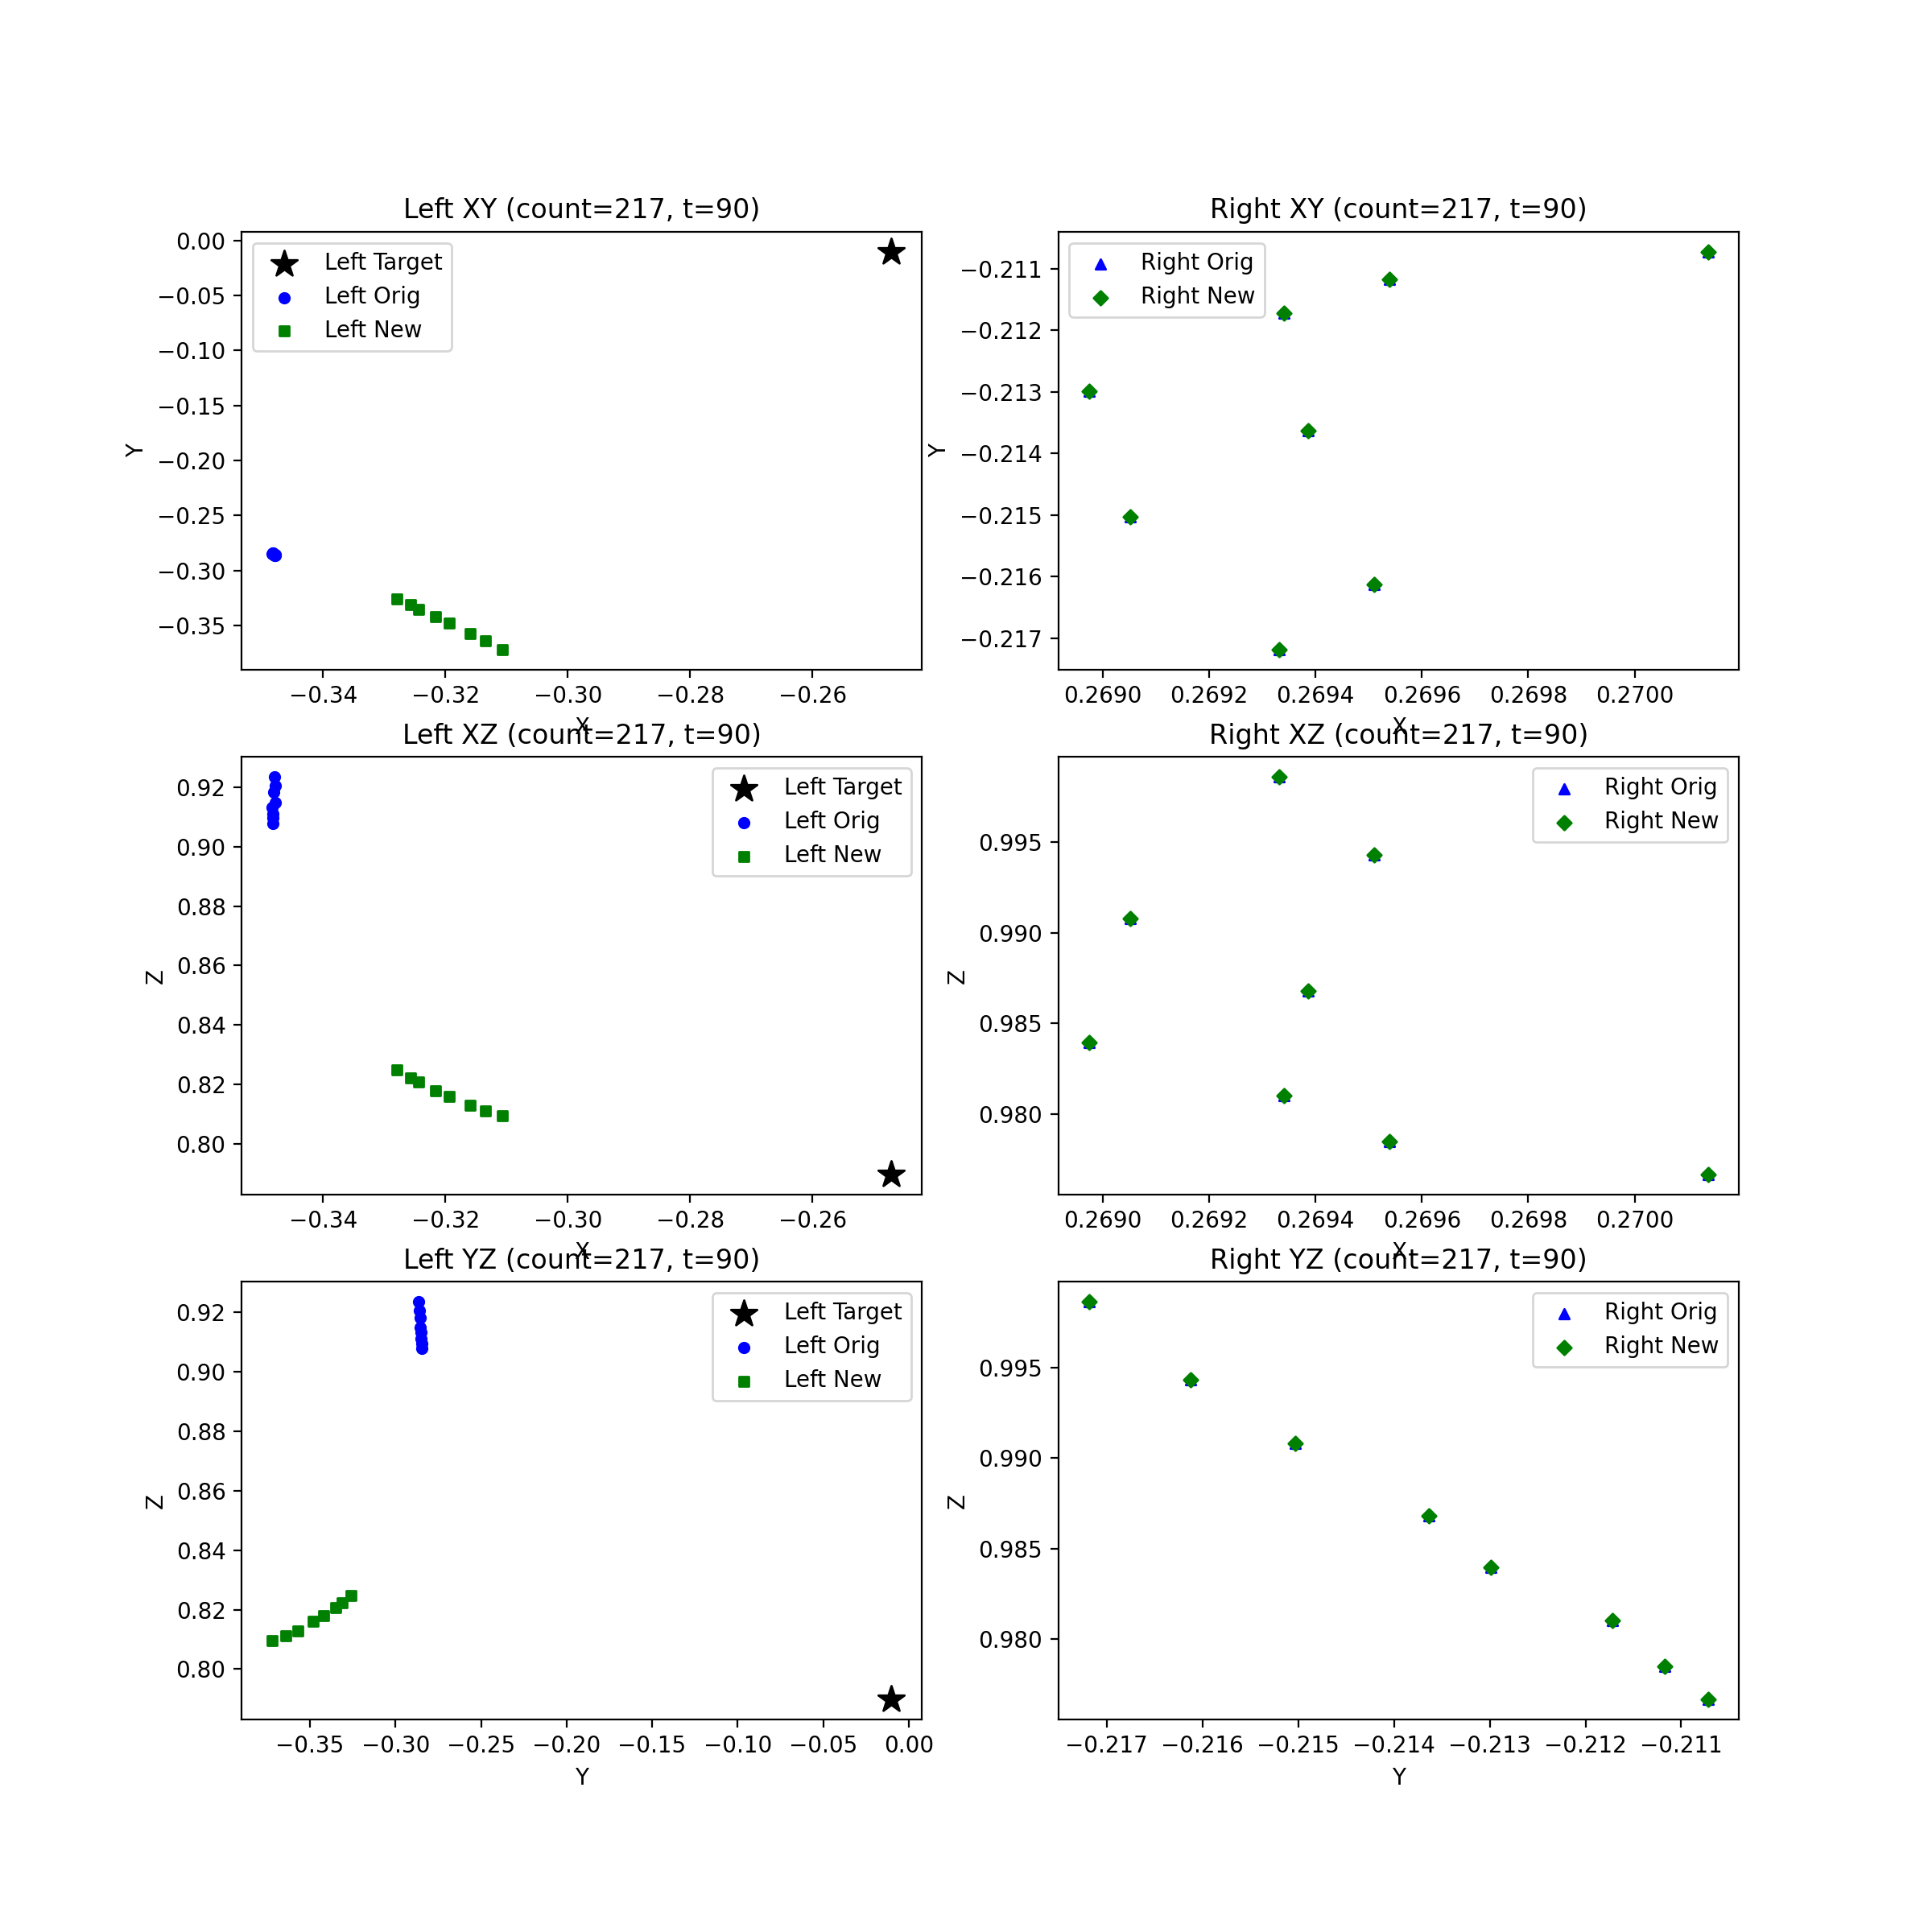 Left XY (count=217, t=90)
0.00
−0.05
−0.10
−0.15
−0.20
−0.25
−0.30
−0.35
Y
Left Target
Left Orig
Left New
−0.34
−0.32
−0.30
−0.28
−0.26
X
Right XY (count=217, t=90)
−0.211
−0.212
−0.213
−0.214
−0.215
−0.216
−0.217
Y
Right Orig
Right New
0.2690
0.2692
0.2694
0.2696
0.2698
0.2700
X
Left XZ (count=217, t=90)
0.92
0.90
0.88
0.86
0.84
0.82
0.80
Z
Left Target
Left Orig
Left New
−0.34
−0.32
−0.30
−0.28
−0.26
X
Right XZ (count=217, t=90)
0.995
0.990
0.985
0.980
Z
Right Orig
Right New
0.2690
0.2692
0.2694
0.2696
0.2698
0.2700
X
Left YZ (count=217, t=90)
0.92
0.90
0.88
0.86
0.84
0.82
0.80
Z
Left Target
Left Orig
Left New
−0.35
−0.30
−0.25
−0.20
−0.15
−0.10
−0.05
0.00
Y
Right YZ (count=217, t=90)
0.995
0.990
0.985
0.980
Z
Right Orig
Right New
−0.217
−0.216
−0.215
−0.214
−0.213
−0.212
−0.211
Y